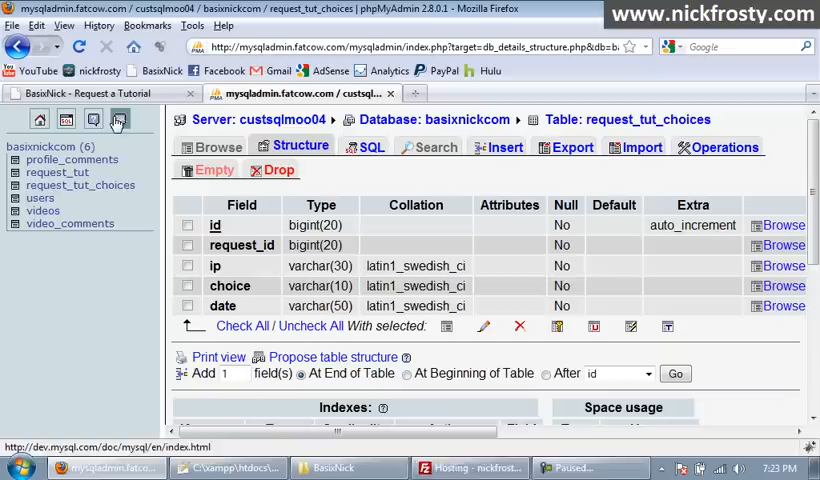 mysqladmin.fatcow.com / custsqlmoo04 / basixnickcom / request_tut_choices | phpMyAdmin 2.8.0.1 - Mozilla Firefox
www.nickfrosty.com
File Edit View History Bookmarks Tools Help
http://mysqladmin.fatcow.com/mysqladmin/index.php?target=db_details_structure.php&db=b
Google
YouTube nickfrosty BasixNick Facebook Gmail AdSense Analytics PayPal Hulu
BasixNick - Request a Tutorial
mysqladmin.fatcow.com / custsql...
Server: custsqlmoo04 Database: basixnickcom Table: request_tut_choices
basixnickcom (6)
profile_comments
request_tut
request_tut_choices
users
videos
video_comments
Browse Structure SQL Search Insert Export Import Operations
Empty Drop
Field Type Collation Attributes Null Default Extra
id bigint(20) No auto_increment Browse
request_id bigint(20) No Browse
ip varchar(30) latin1_swedish_ci No Browse
choice varchar(10) latin1_swedish_ci No Browse
date varchar(50) latin1_swedish_ci No Browse
Check All / Uncheck All With selected:
Print view Propose table structure
Add 1 field(s) At End of Table At Beginning of Table After id Go
Indexes: Space usage
http://dev.mysql.com/doc/mysql/en/index.html
mysqladmin.fatco... C:\xampp\htdocs\... BasixNick Hosting - nickfrost... Paused... 7:23 PM